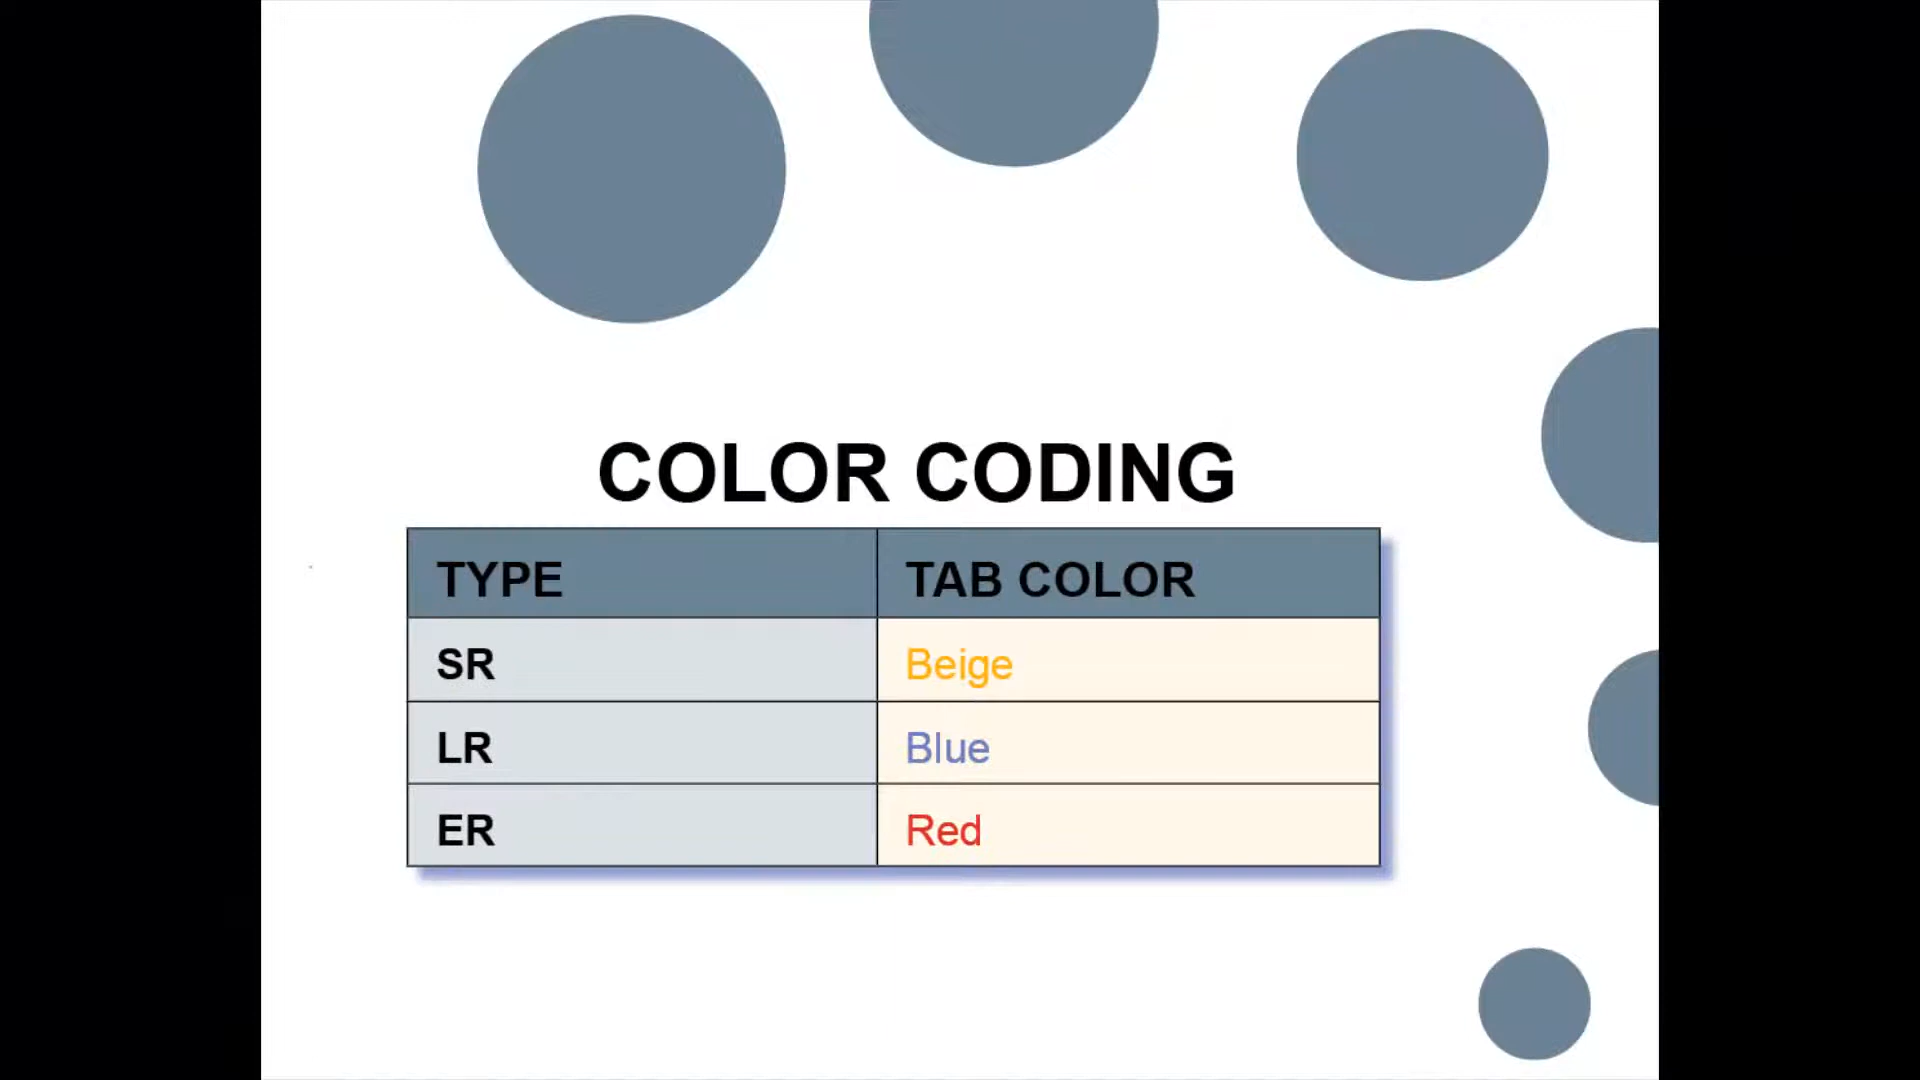 COLOR CODING
TYPE TAB COLOR
SR Beige
LR Blue
ER Red